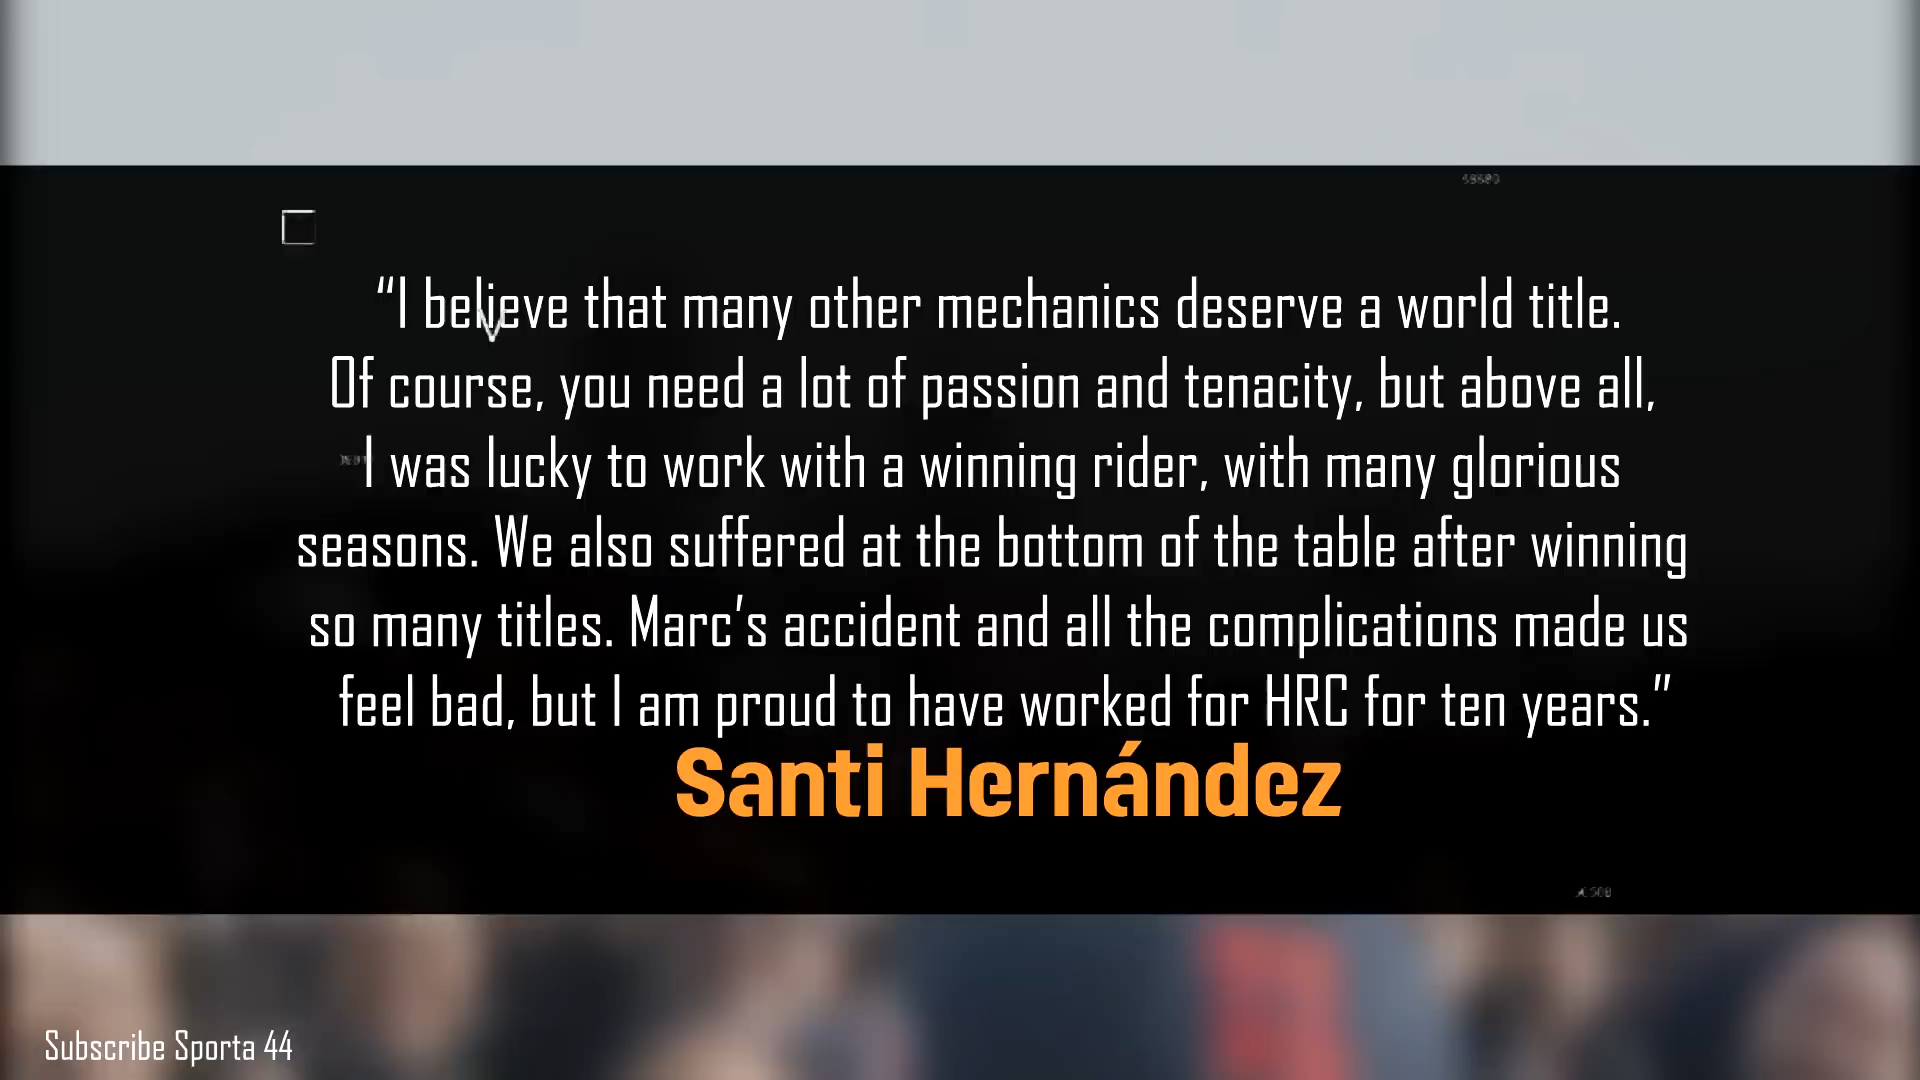 “I believe that many other mechanics deserve a world title.
Of course, you need a lot of passion and tenacity, but above all,
I was lucky to work with a winning rider, with many glorious
seasons. We also suffered at the bottom of the table after winning
so many titles. Marc’s accident and all the complications made us
feel bad, but I am proud to have worked for HRC for ten years.”
Santi Hernández
Subscribe Sporta 44